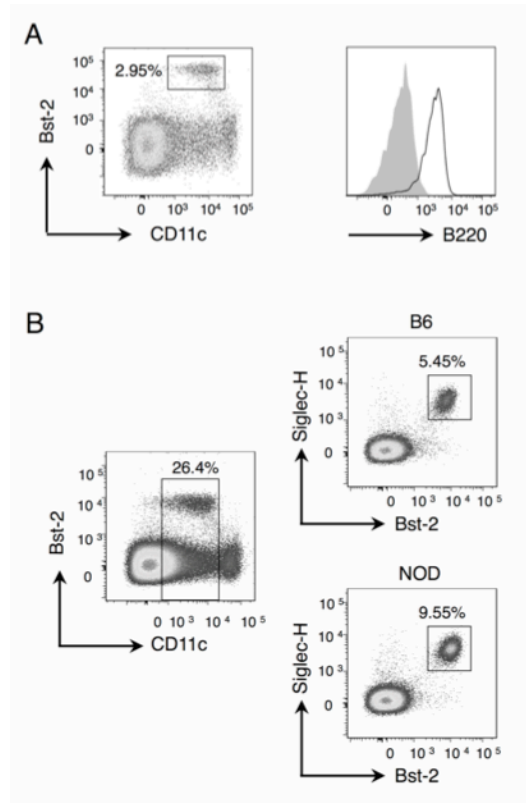 A
Bst-2
2.95%
10⁵
10⁴
10³
0
0 10³ 10⁴ 10⁵
CD11c
0 10³ 10⁴ 10⁵
B220
B
Bst-2
26.4%
10⁵
10⁴
10³
0
0 10³ 10⁴ 10⁵
CD11c
B6
Siglec-H
5.45%
10⁵
10⁴
10³
0
0 10³ 10⁴ 10⁵
Bst-2
NOD
Siglec-H
9.55%
10⁵
10⁴
10³
0
0 10³ 10⁴ 10⁵
Bst-2